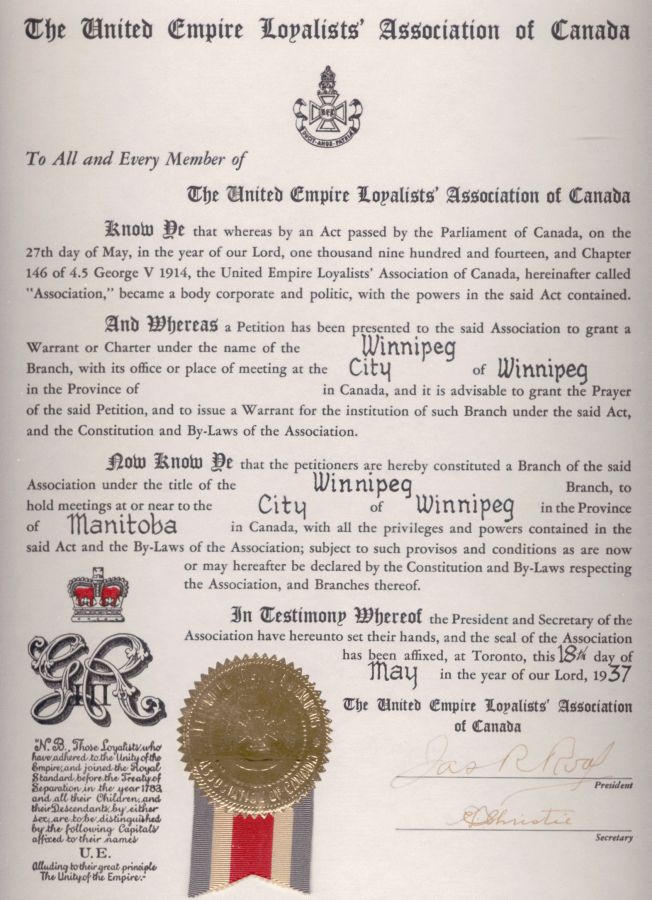 The United Empire Loyalists' Association of Canada
To All and Every Member of
The United Empire Loyalists' Association of Canada
Know Ye that whereas by an Act passed by the Parliament of Canada, on the
27th day of May, in the year of our Lord, one thousand nine hundred and fourteen, and Chapter
146 of 4.5 George V 1914, the United Empire Loyalists' Association of Canada, hereinafter called
"Association," became a body corporate and politic, with the powers in the said Act contained.
And Whereas a Petition has been presented to the said Association to grant a
Warrant or Charter under the name of the Winnipeg
Branch, with its office or place of meeting at the City of Winnipeg
in the Province of in Canada, and it is advisable to grant the Prayer
of the said Petition, and to issue a Warrant for the institution of such Branch under the said Act,
and the Constitution and By-Laws of the Association.
Now Know Ye that the petitioners are hereby constituted a Branch of the said
Association under the title of the Winnipeg Branch, to
hold meetings at or near to the City of Winnipeg in the Province
of Manitoba in Canada, with all the privileges and powers contained in the
said Act and the By-Laws of the Association; subject to such provisos and conditions as are now
or may hereafter be declared by the Constitution and By-Laws respecting
the Association, and Branches thereof.
In Testimony Whereof the President and Secretary of the
Association have hereunto set their hands, and the seal of the Association
has been affixed, at Toronto, this 18th day of
May in the year of our Lord, 1937
The United Empire Loyalists' Association
of Canada
President
Christie
Secretary
GR III
"N.B., Those Loyalists who
have adhered to the Unity of the
Empire, and joined the Royal
Standard before the Treaty of
Separation in the year 1783,
and all their Children, and
their Descendants, by either
sex, are to be distinguished
by the following Capitals
affixed to their names
U.E.
Alluding to their great principle
The Unity of the Empire.-
ASSOCIATION OF CANADA